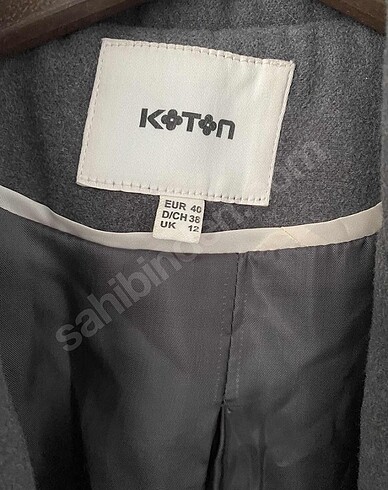 KOTON
EUR 40
D/CH 38
UK 12
sahibinden.com